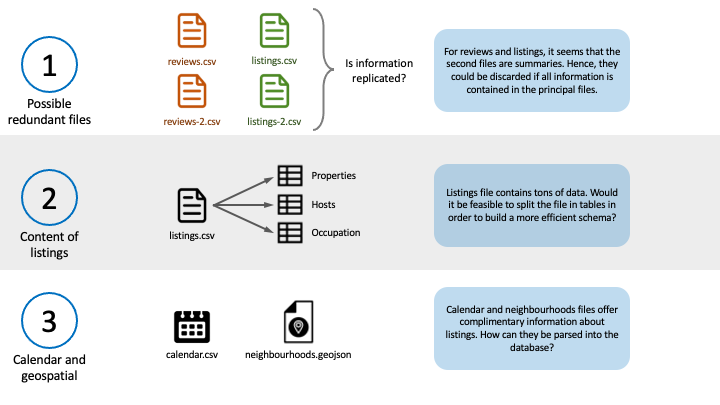 1
Possible
redundant files
reviews.csv
listings.csv
reviews-2.csv
listings-2.csv
Is information
replicated?
For reviews and listings, it seems that the
second files are summaries. Hence, they
could be discarded if all information is
contained in the principal files.
2
Content of
listings
listings.csv
Properties
Hosts
Occupation
Listings file contains tons of data. Would
it be feasible to split the file in tables in
order to build a more efficient schema?
3
Calendar and
geospatial
calendar.csv
neighbourhoods.geojson
Calendar and neighbourhoods files offer
complimentary information about
listings. How can they be parsed into the
database?